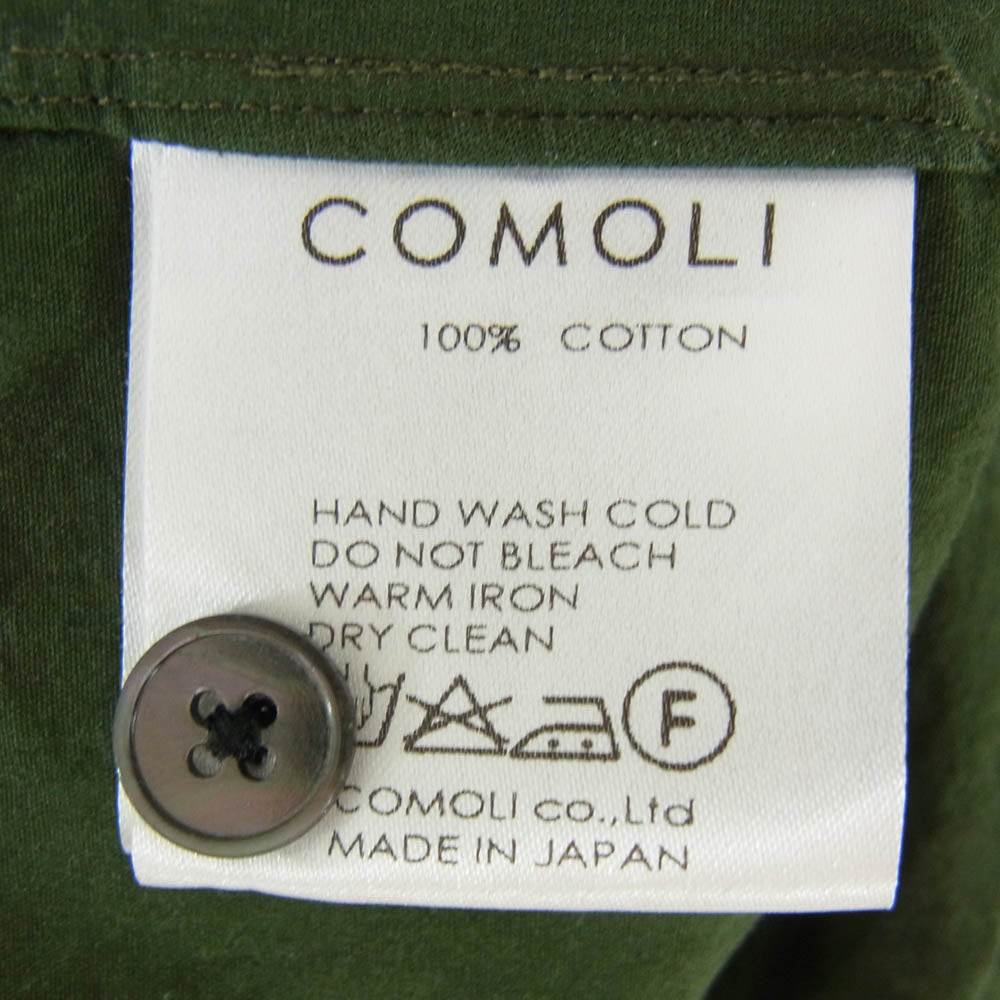 COMOLI
100% COTTON
HAND WASH COLD
DO NOT BLEACH
WARM IRON
DRY CLEAN
F
COMOLI co.,Ltd
MADE IN JAPAN